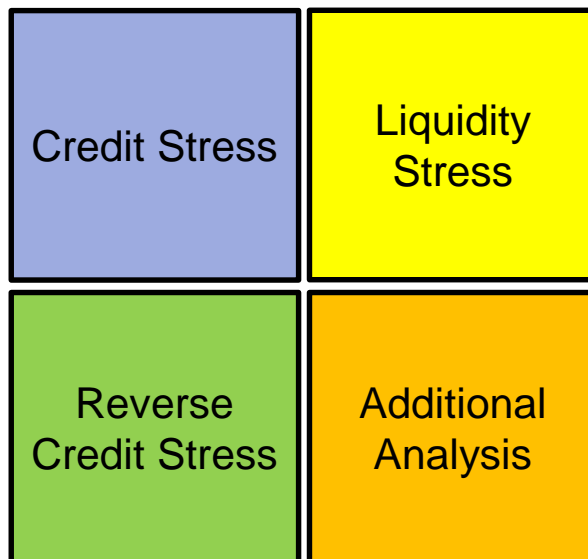 Credit Stress
Liquidity
Stress
Reverse
Credit Stress
Additional
Analysis